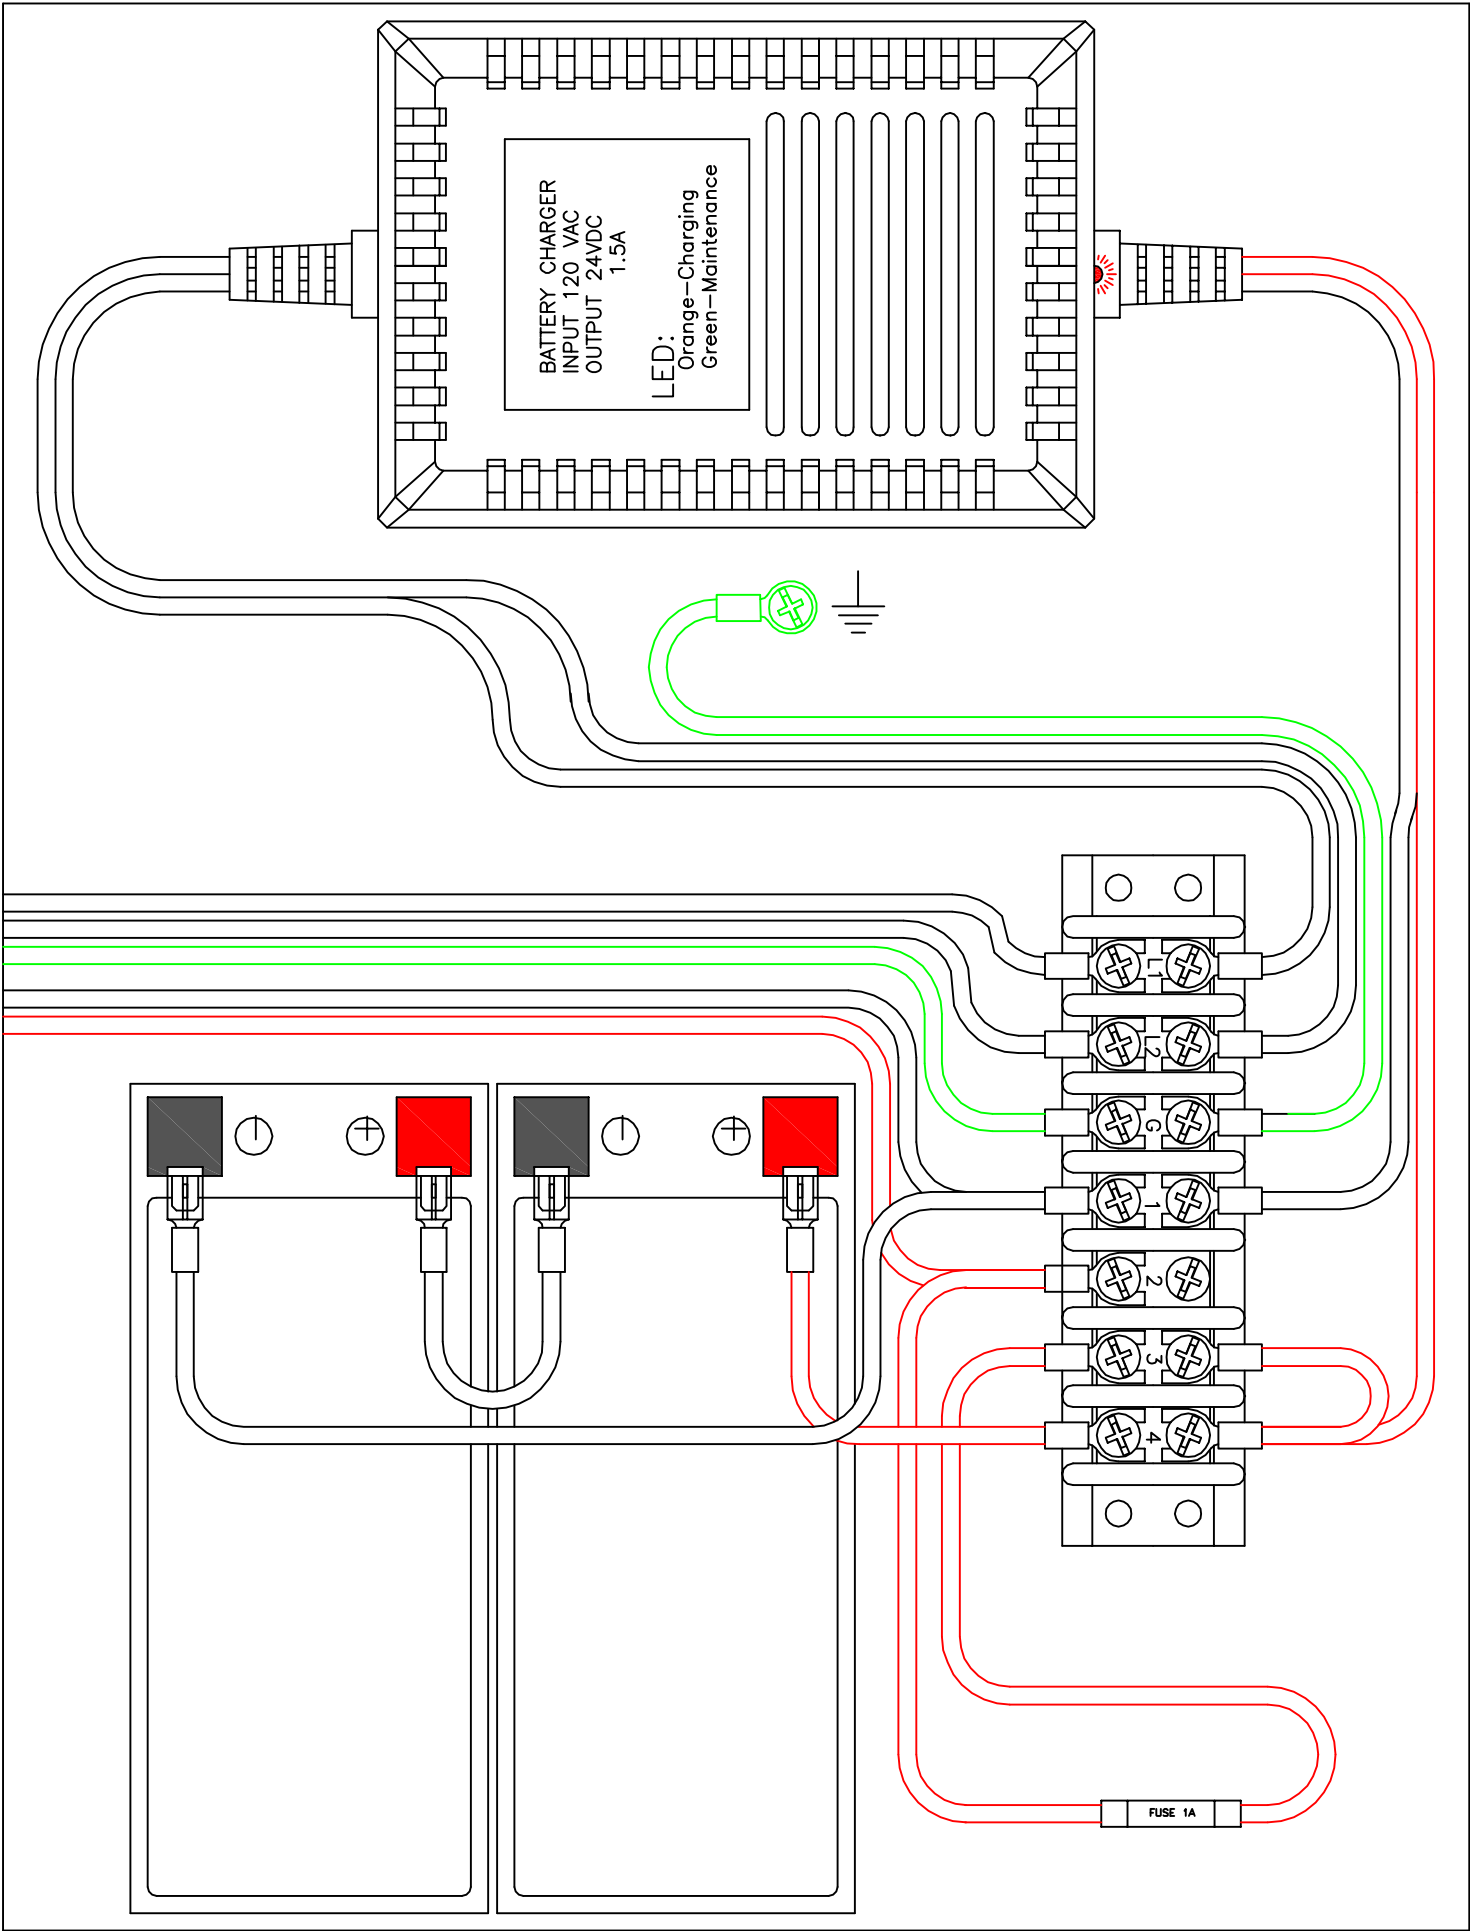 BATTERY CHARGER
INPUT 120 VAC
OUTPUT 24VDC
1.5A
LED:
Orange-Charging
Green-Maintenance
L1
L2
G
1
2
3
4
FUSE 1A